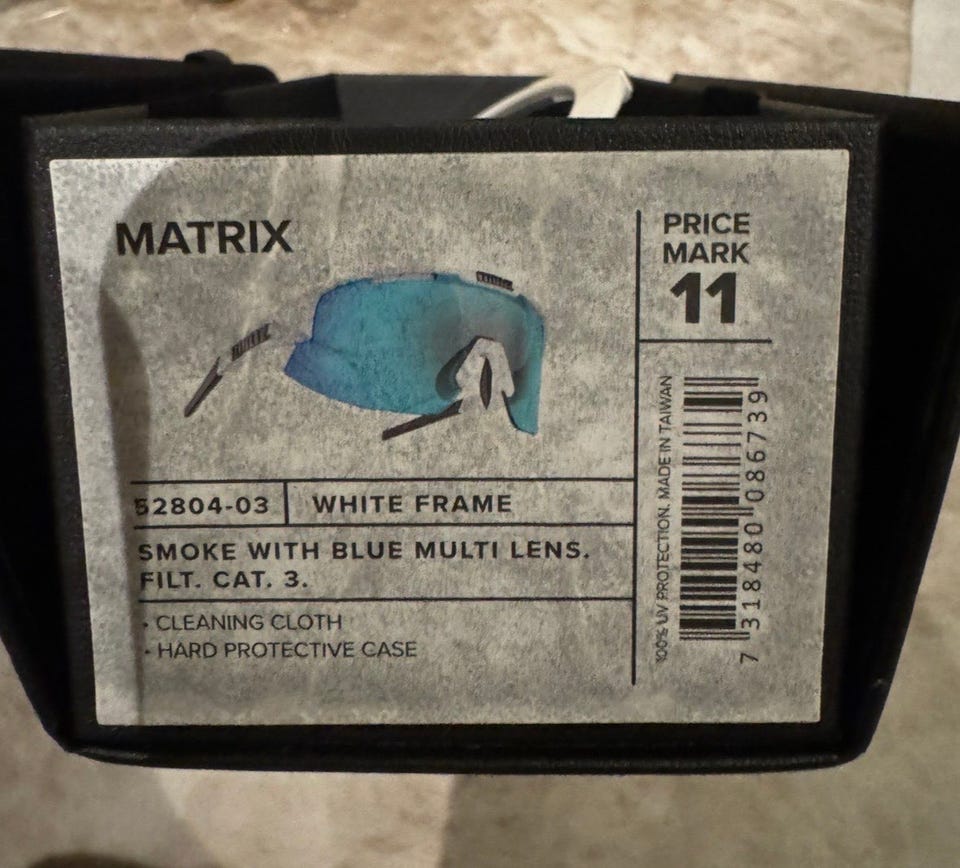 MATRIX
52804-03
WHITE FRAME
SMOKE WITH BLUE MULTI LENS.
FILT. CAT. 3.
• CLEANING CLOTH
• HARD PROTECTIVE CASE
PRICE
MARK
11
100% UV PROTECTION. MADE IN TAIWAN
7 318480 086739